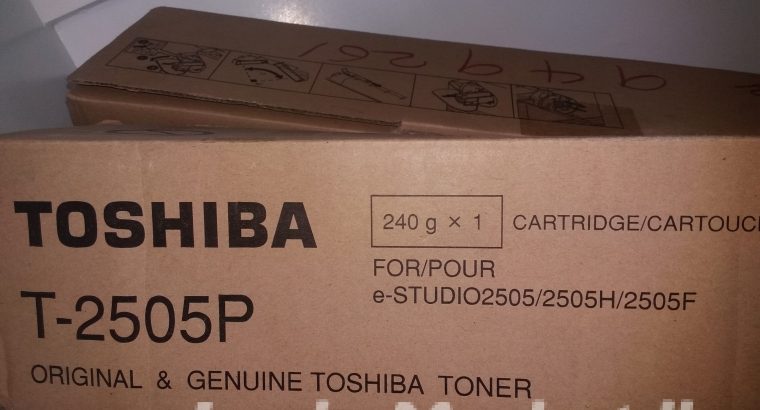 TOSHIBA
240 g × 1 CARTRIDGE/CARTOUC
FOR/POUR
e-STUDIO2505/2505H/2505F
T-2505P
ORIGINAL & GENUINE TOSHIBA TONER